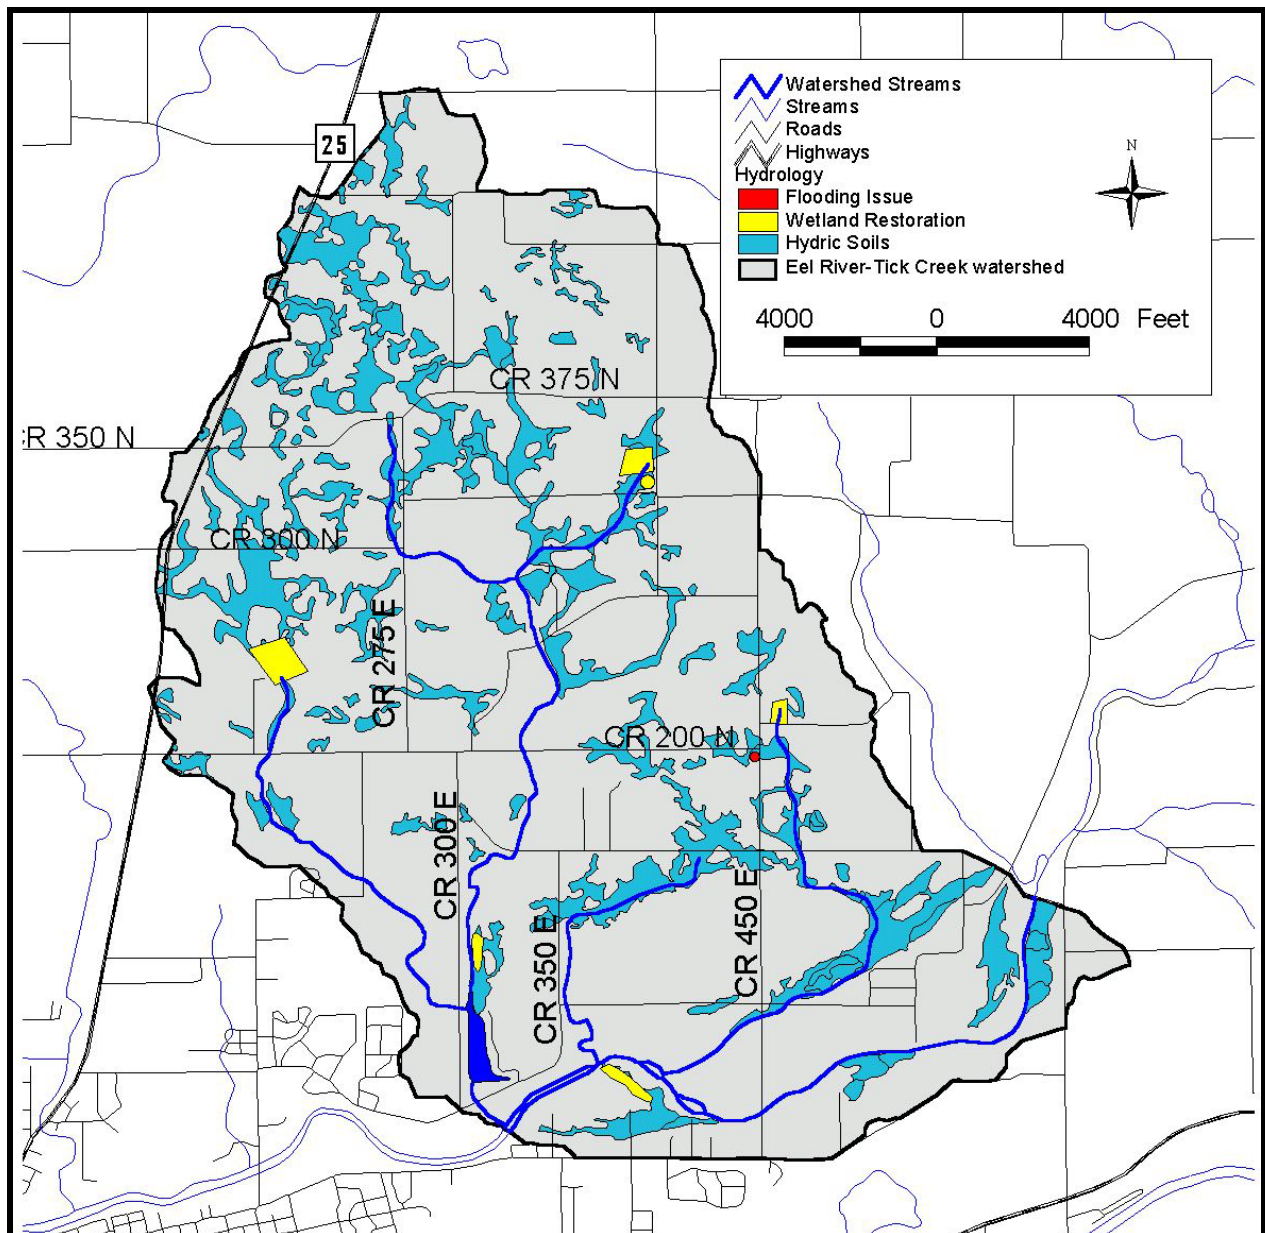 Watershed Streams
Streams
Roads
Highways
Hydrology
Flooding Issue
Wetland Restoration
Hydric Soils
Eel River-Tick Creek watershed
N
4000 0 4000 Feet
25
CR 375 N
R 350 N
CR 300 N
CR 275 E
CR 200 N
CR 300 E
CR 350 E
CR 450 E